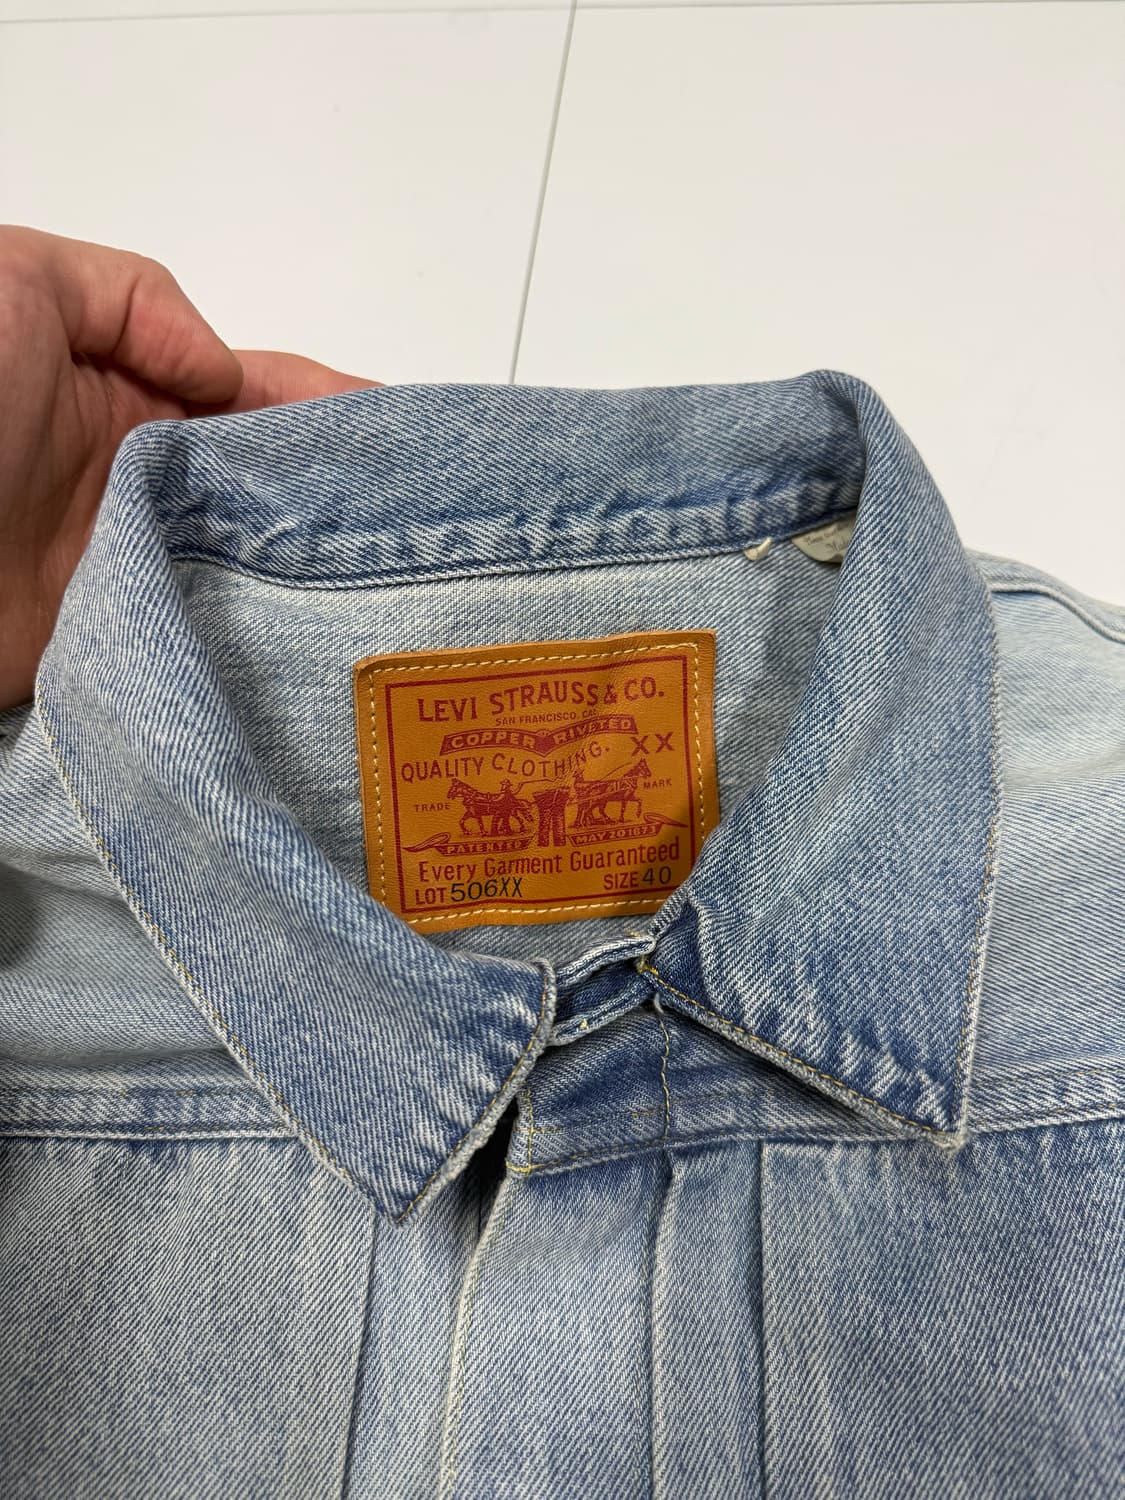 LEVI STRAUSS & CO.
SAN FRANCISCO, CAL.
COPPER RIVETED
QUALITY CLOTHING. XX
TRADE MARK
PATENTED MAY 20 1873
Every Garment Guaranteed
LOT 506XX SIZE 40